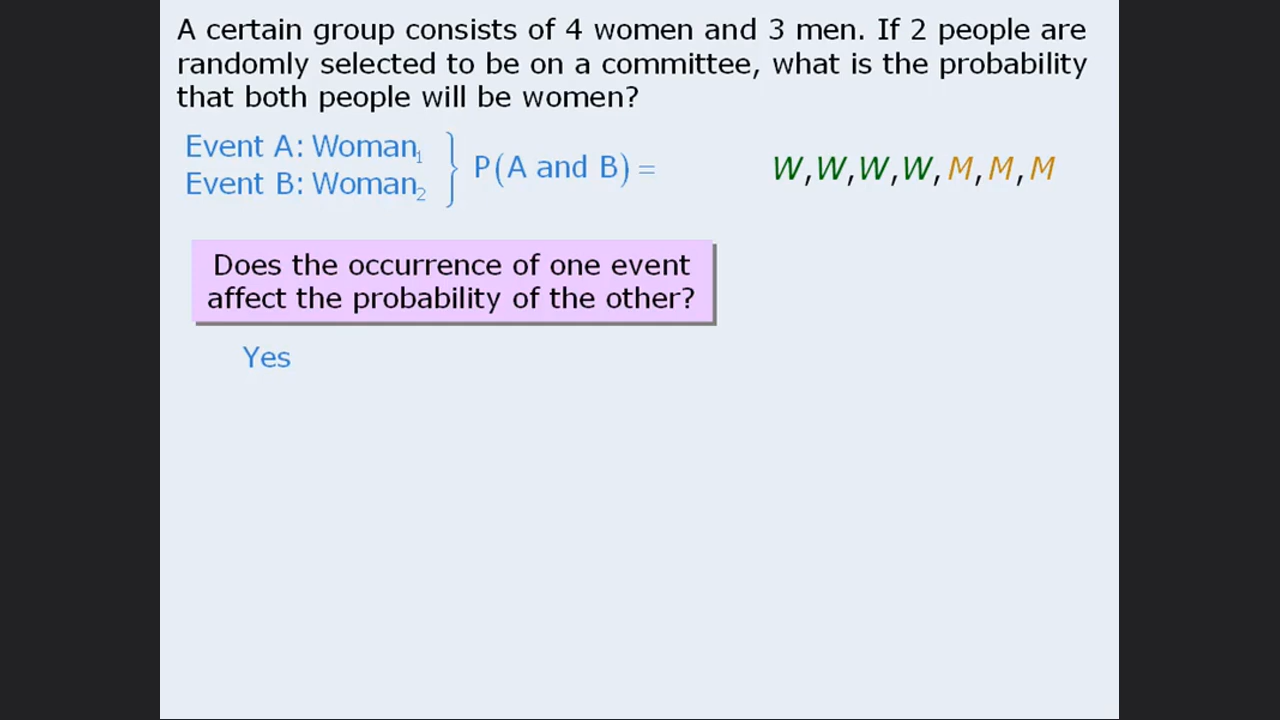 A certain group consists of 4 women and 3 men. If 2 people are
randomly selected to be on a committee, what is the probability
that both people will be women?
Event A: Woman₁
Event B: Woman₂
P(A and B) =
W,W,W,W,M,M,M
Does the occurrence of one event
affect the probability of the other?
Yes